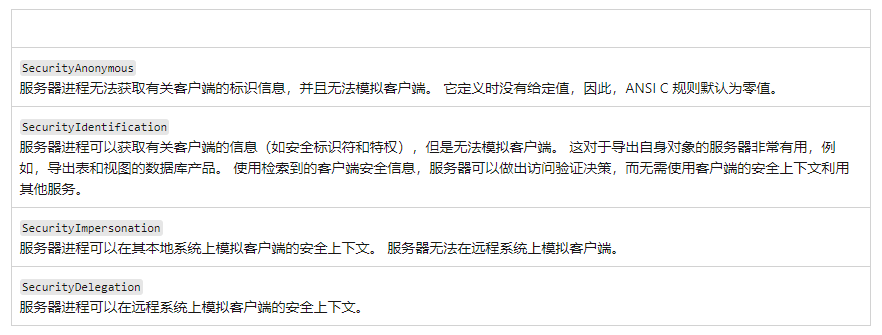 SecurityAnonymous
服务器进程无法获取有关客户端的标识信息，并且无法模拟客户端。 它定义时没有给定值，因此，ANSI C 规则默认为零值。
SecurityIdentification
服务器进程可以获取有关客户端的信息（如安全标识符和特权），但是无法模拟客户端。 这对于导出自身对象的服务器非常有用，例
如，导出表和视图的数据库产品。 使用检索到的客户端安全信息，服务器可以做出访问验证决策，而无需使用客户端的安全上下文利用
其他服务。
SecurityImpersonation
服务器进程可以在其本地系统上模拟客户端的安全上下文。 服务器无法在远程系统上模拟客户端。
SecurityDelegation
服务器进程可以在远程系统上模拟客户端的安全上下文。